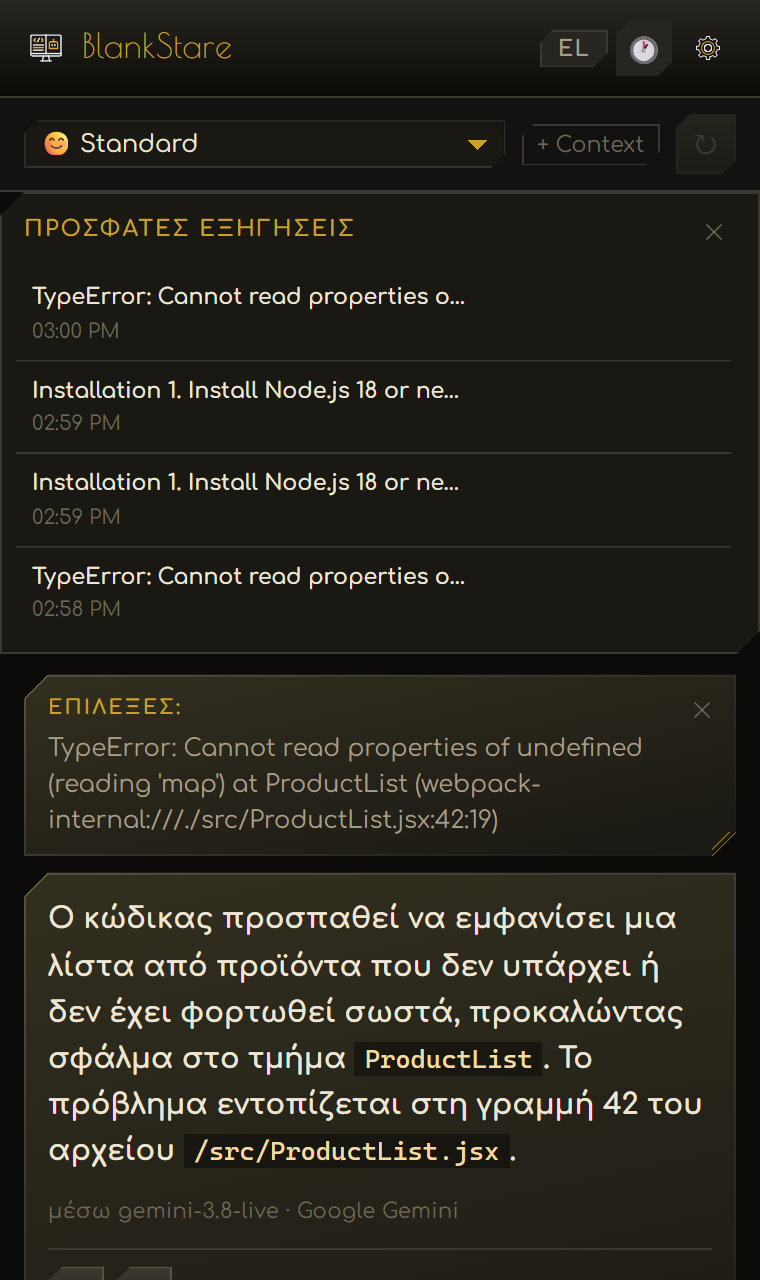 BlankStare
EL
😊 Standard
+ Context
↻
ΠΡΟΣΦΑΤΕΣ ΕΞΗΓΗΣΕΙΣ
TypeError: Cannot read properties o...
03:00 PM
Installation 1. Install Node.js 18 or ne...
02:59 PM
Installation 1. Install Node.js 18 or ne...
02:59 PM
TypeError: Cannot read properties o...
02:58 PM
ΕΠΙΛΕΞΕΣ:
TypeError: Cannot read properties of undefined
(reading 'map') at ProductList (webpack-
internal:///./src/ProductList.jsx:42:19)
Ο κώδικας προσπαθεί να εμφανίσει μια
λίστα από προϊόντα που δεν υπάρχει ή
δεν έχει φορτωθεί σωστά, προκαλώντας
σφάλμα στο τμήμα ProductList. Το
πρόβλημα εντοπίζεται στη γραμμή 42 του
αρχείου /src/ProductList.jsx.
μέσω gemini-3.8-live · Google Gemini